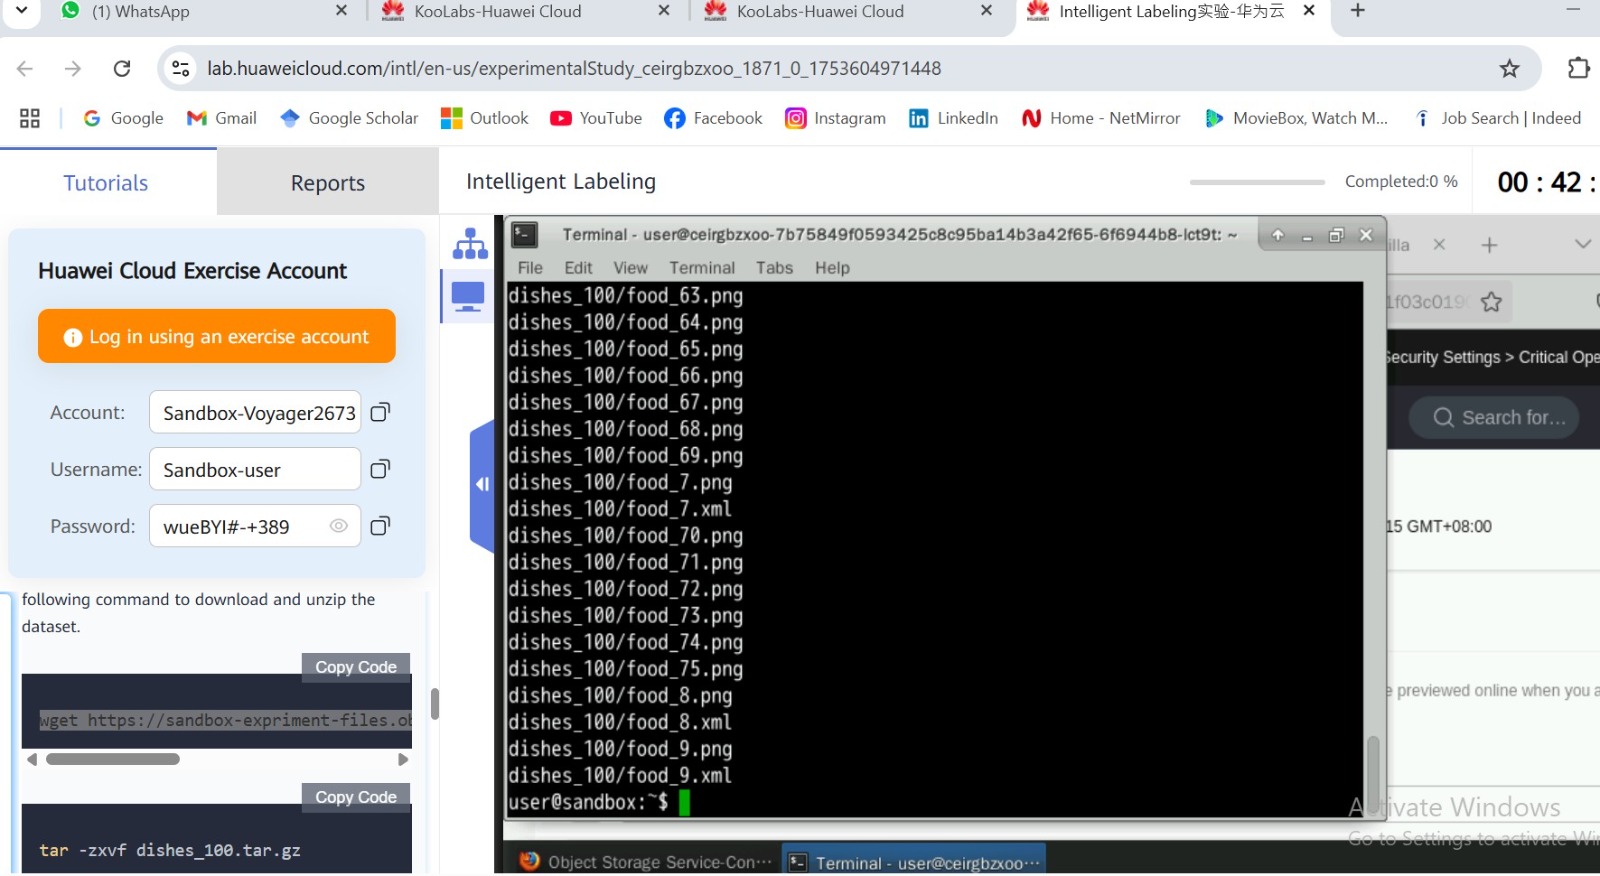 (1) WhatsApp
KooLabs-Huawei Cloud
KooLabs-Huawei Cloud
Intelligent Labeling实验-华为云
lab.huaweicloud.com/intl/en-us/experimentalStudy_ceirgbzxoo_1871_0_1753604971448
Google
Gmail
Google Scholar
Outlook
YouTube
Facebook
Instagram
LinkedIn
Home - NetMirror
MovieBox, Watch M...
Job Search | Indeed
Tutorials
Reports
Intelligent Labeling
Completed:0 %
00 : 42 :
Huawei Cloud Exercise Account
Log in using an exercise account
Account:
Sandbox-Voyager2673
Username:
Sandbox-user
Password:
wueBYI#-+389
following command to download and unzip the
dataset.
Copy Code
wget https://sandbox-expriment-files.ob
Copy Code
tar -zxvf dishes_100.tar.gz
Terminal - user@ceirgbzxoo-7b75849f0593425c8c95ba14b3a42f65-6f6944b8-lct9t: ~
File Edit View Terminal Tabs Help
dishes_100/food_63.png
dishes_100/food_64.png
dishes_100/food_65.png
dishes_100/food_66.png
dishes_100/food_67.png
dishes_100/food_68.png
dishes_100/food_69.png
dishes_100/food_7.png
dishes_100/food_7.xml
dishes_100/food_70.png
dishes_100/food_71.png
dishes_100/food_72.png
dishes_100/food_73.png
dishes_100/food_74.png
dishes_100/food_75.png
dishes_100/food_8.png
dishes_100/food_8.xml
dishes_100/food_9.png
dishes_100/food_9.xml
user@sandbox:~$
illa
1f03c019
Security Settings > Critical Ope
Search for…
15 GMT+08:00
e previewed online when you a
Activate Windows
Go to Settings to activate Wi
Object Storage Service-Con···
Terminal - user@ceirgbzxoo···